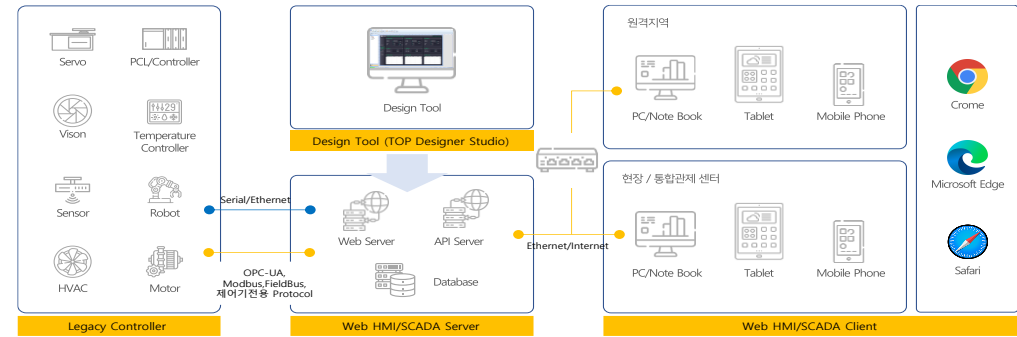 Servo
PCL/Controller
Vison
Temperature
Controller
Sensor
Robot
HVAC
Motor
Legacy Controller
Serial/Ethernet
OPC-UA,
Modbus,FieldBus,
제어기전용 Protocol
Design Tool
Design Tool (TOP Designer Studio)
Web Server
API Server
Database
Web HMI/SCADA Server
Ethernet/Internet
원격지역
PC/Note Book
Tablet
Mobile Phone
현장 / 통합관제 센터
PC/Note Book
Tablet
Mobile Phone
Crome
Microsoft Edge
Safari
Web HMI/SCADA Client